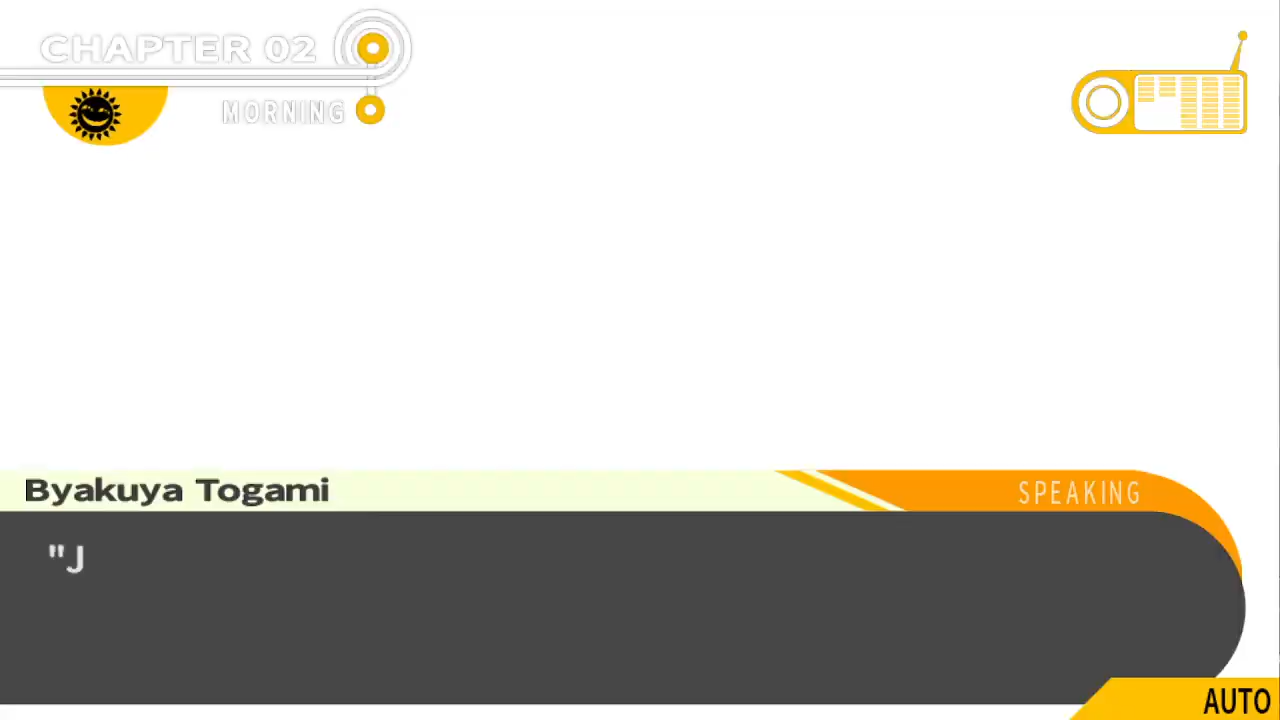 CHAPTER 02
MORNING
Byakuya Togami
SPEAKING
"J
AUTO